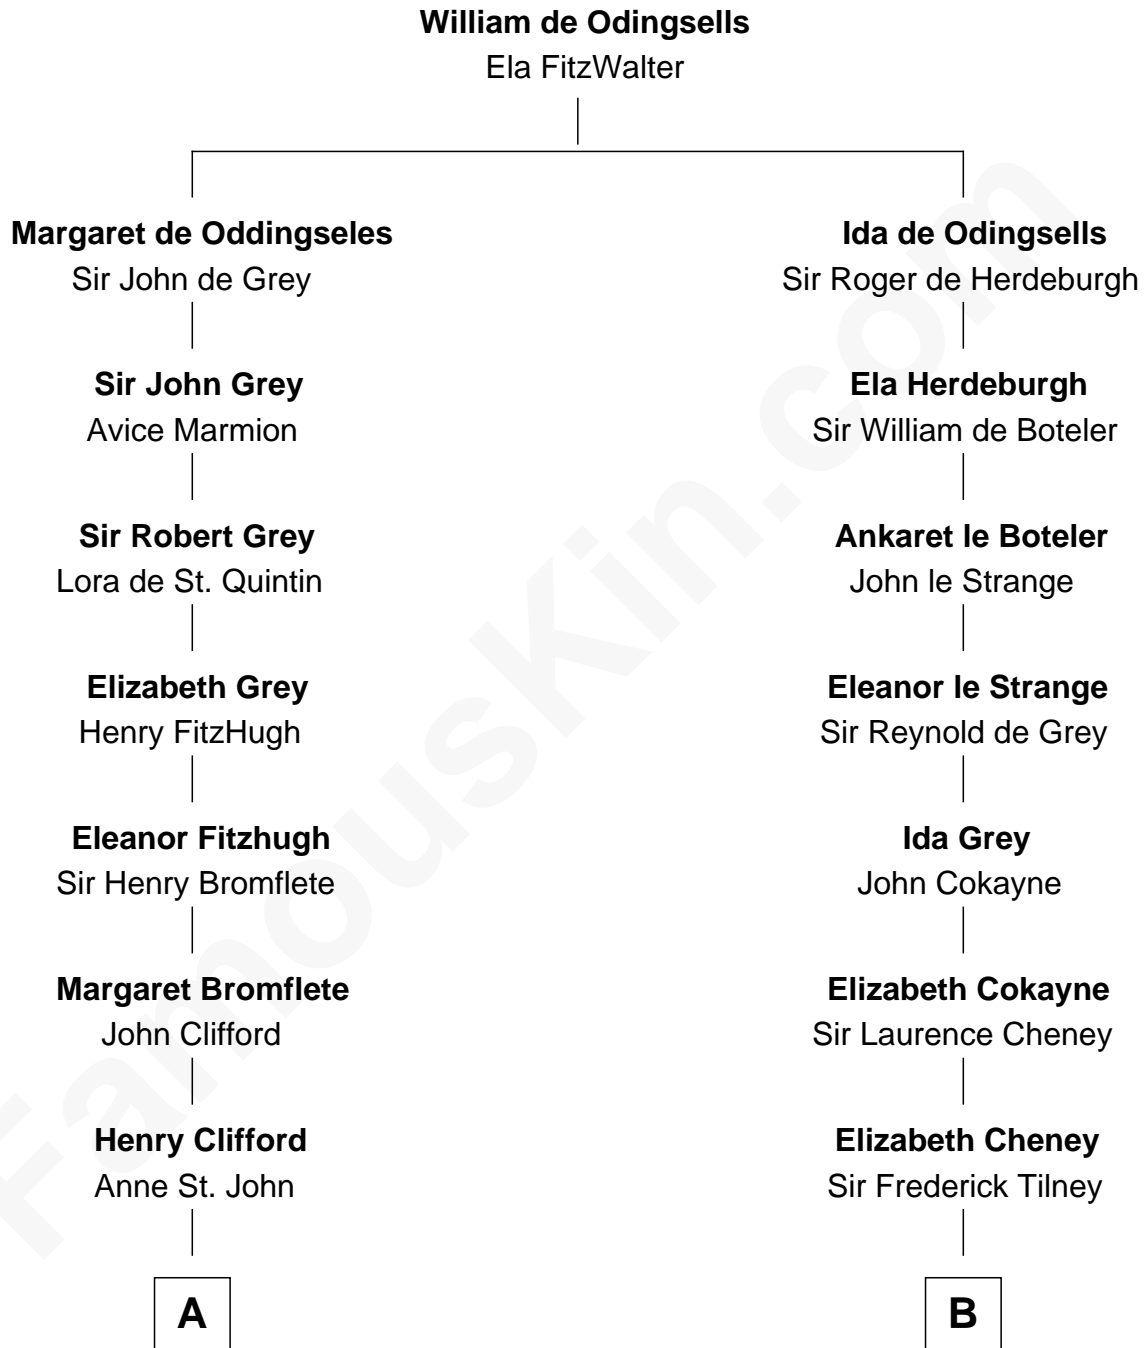 William de Odingsells
Ela FitzWalter
Margaret de Oddingseles
Sir John de Grey
Sir John Grey
Avice Marmion
Sir Robert Grey
Lora de St. Quintin
Elizabeth Grey
Henry FitzHugh
Eleanor Fitzhugh
Sir Henry Bromflete
Margaret Bromflete
John Clifford
Henry Clifford
Anne St. John
A
Ida de Odingsells
Sir Roger de Herdeburgh
Ela Herdeburgh
Sir William de Boteler
Ankaret le Boteler
John le Strange
Eleanor le Strange
Sir Reynold de Grey
Ida Grey
John Cokayne
Elizabeth Cokayne
Sir Laurence Cheney
Elizabeth Cheney
Sir Frederick Tilney
B
FamousKin.com